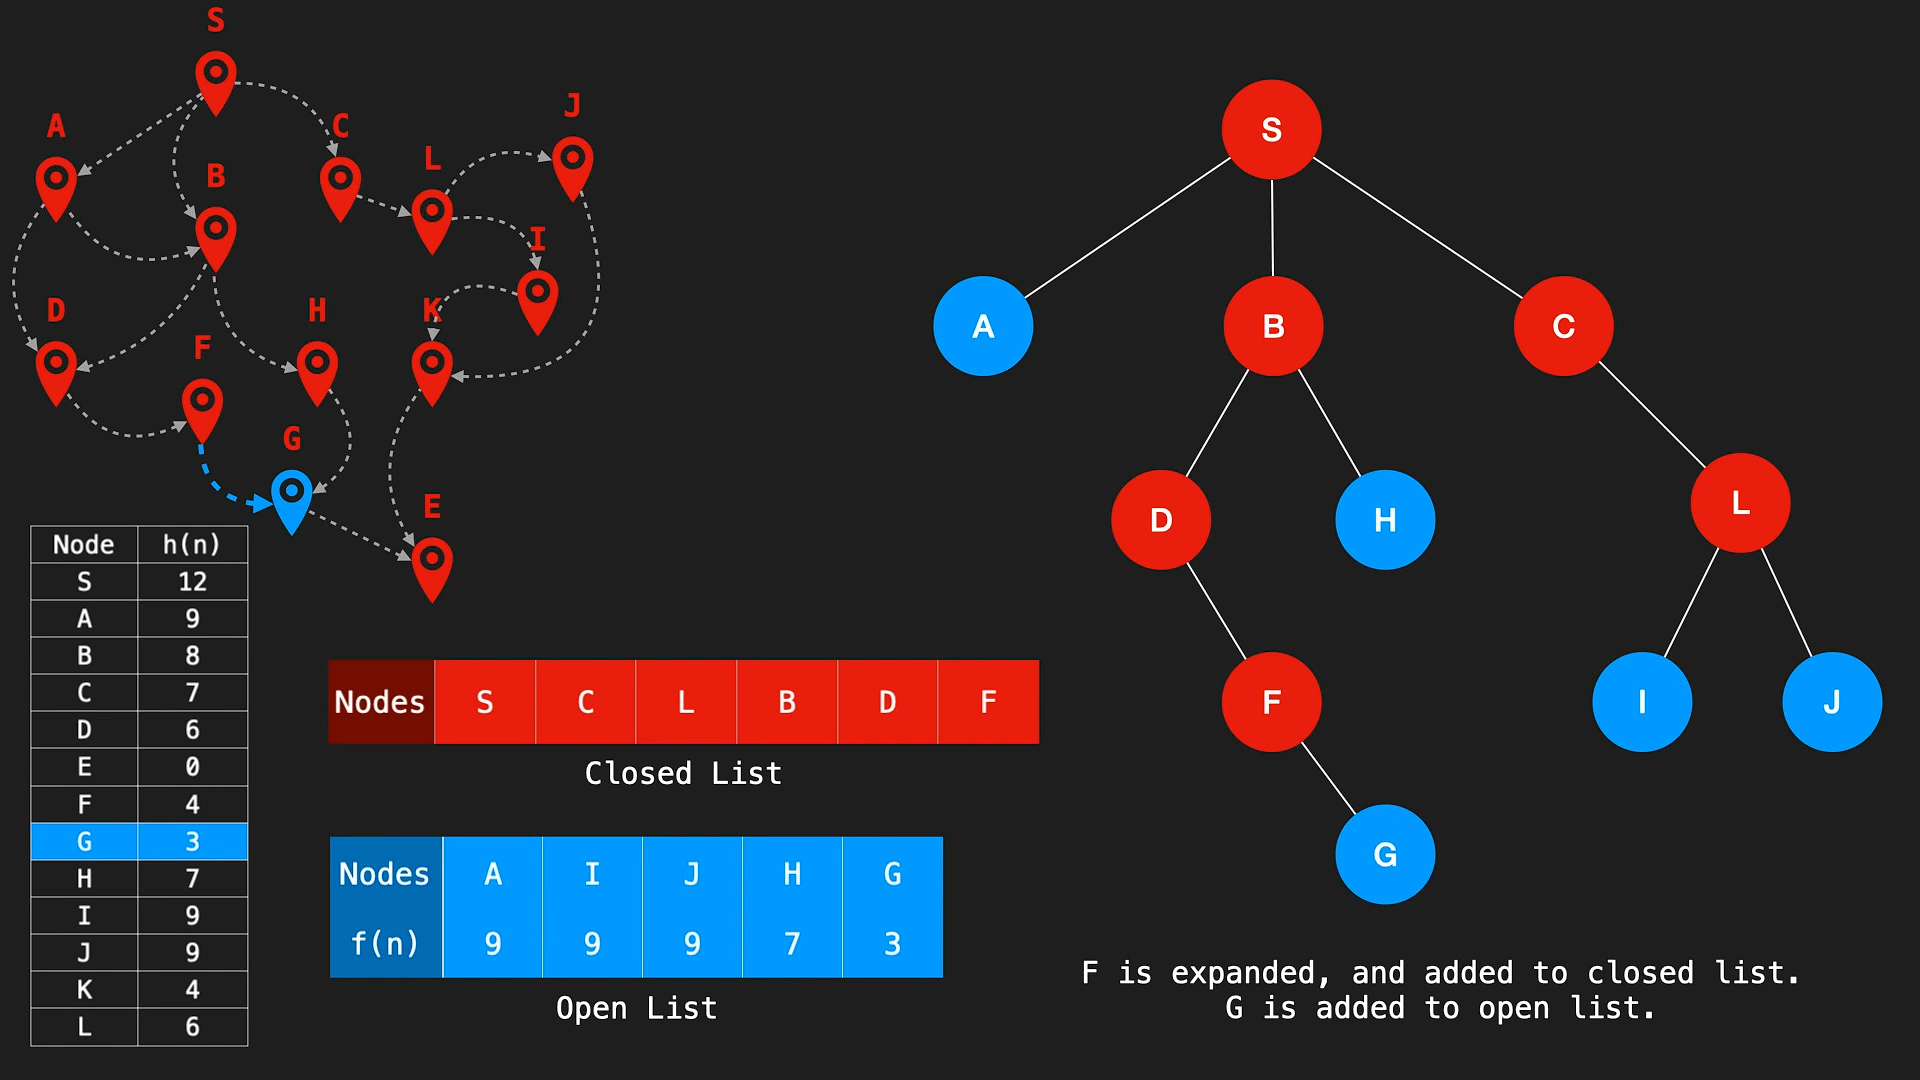 S
A
C
J
L
B
I
D
H
K
F
G
E
Node h(n)
S 12
A 9
B 8
C 7
D 6
E 0
F 4
G 3
H 7
I 9
J 9
K 4
L 6
Nodes S C L B D F
Closed List
Nodes A I J H G
f(n) 9 9 9 7 3
Open List
S
A B C
D H L
F I J
G
F is expanded, and added to closed list.
G is added to open list.